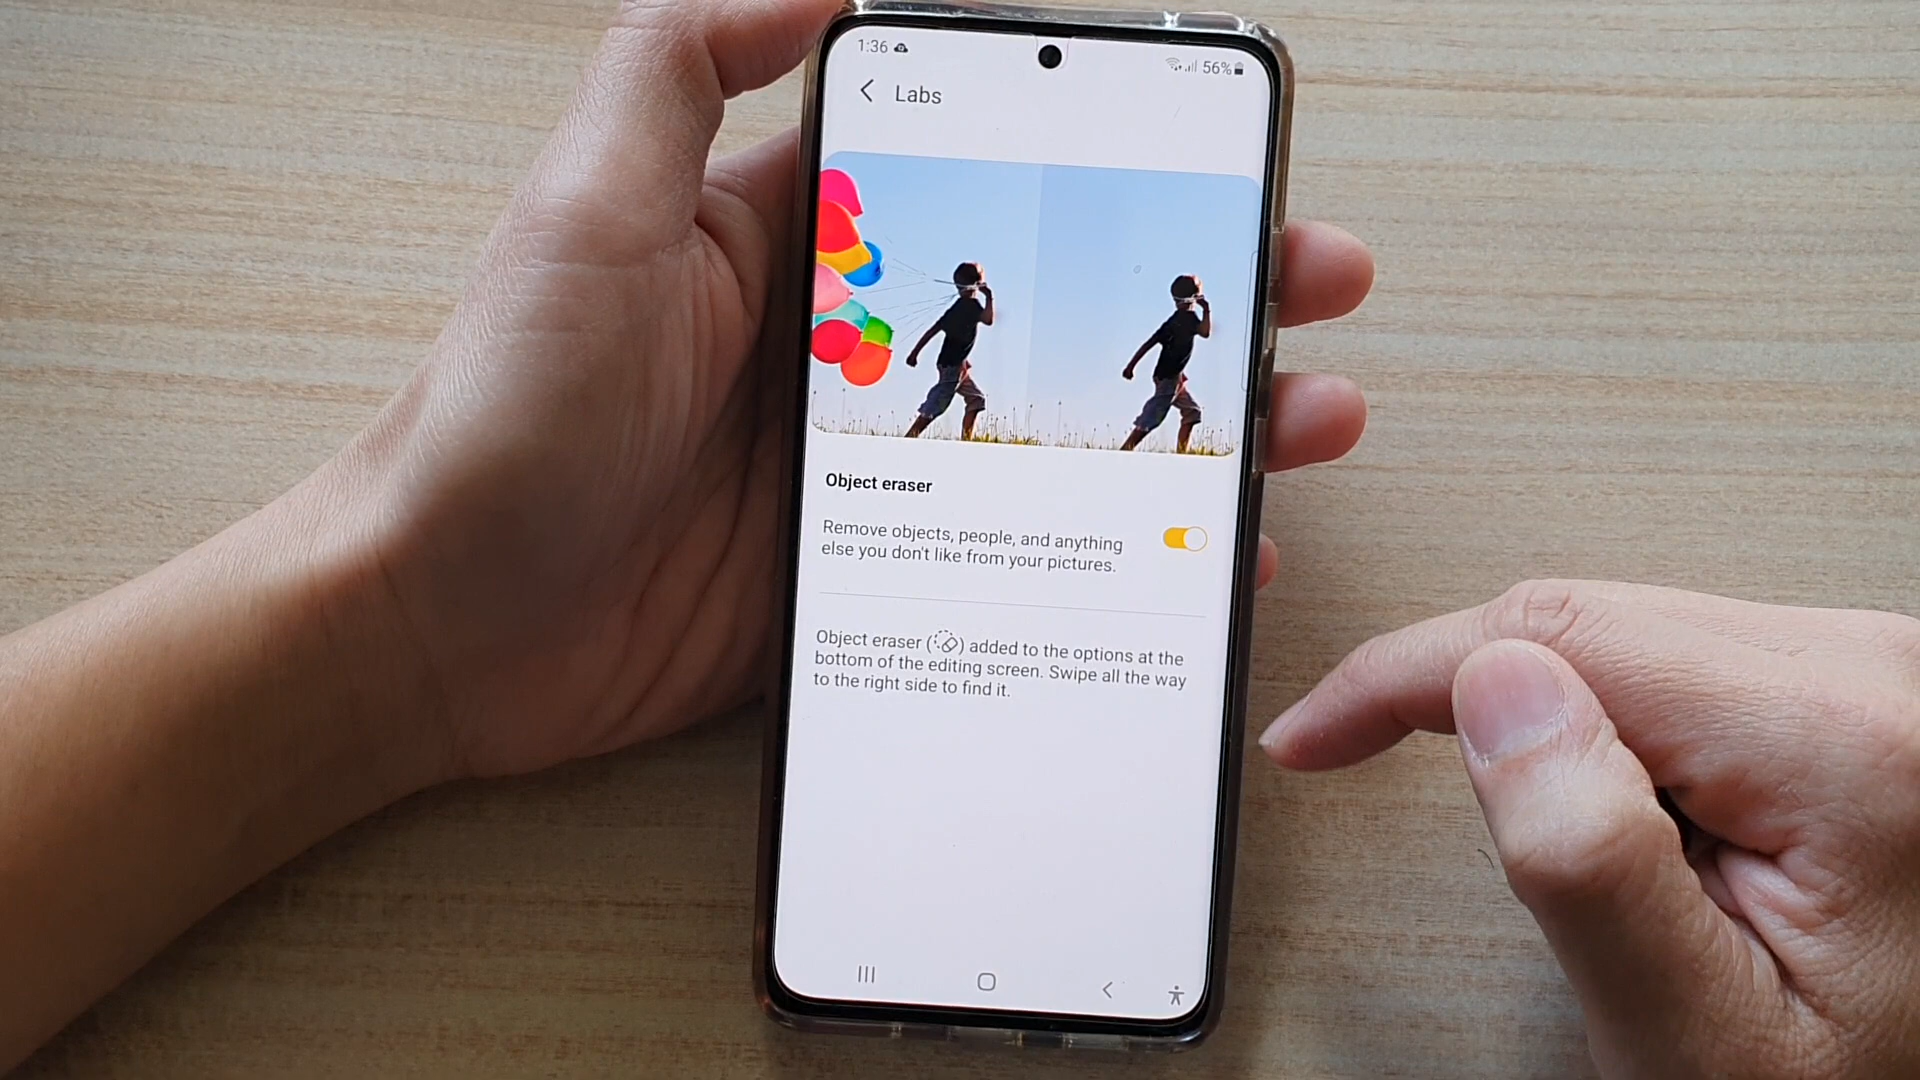 1:36
56%
Labs
Object eraser
Remove objects, people, and anything
else you don't like from your pictures.
Object eraser () added to the options at the
bottom of the editing screen. Swipe all the way
to the right side to find it.